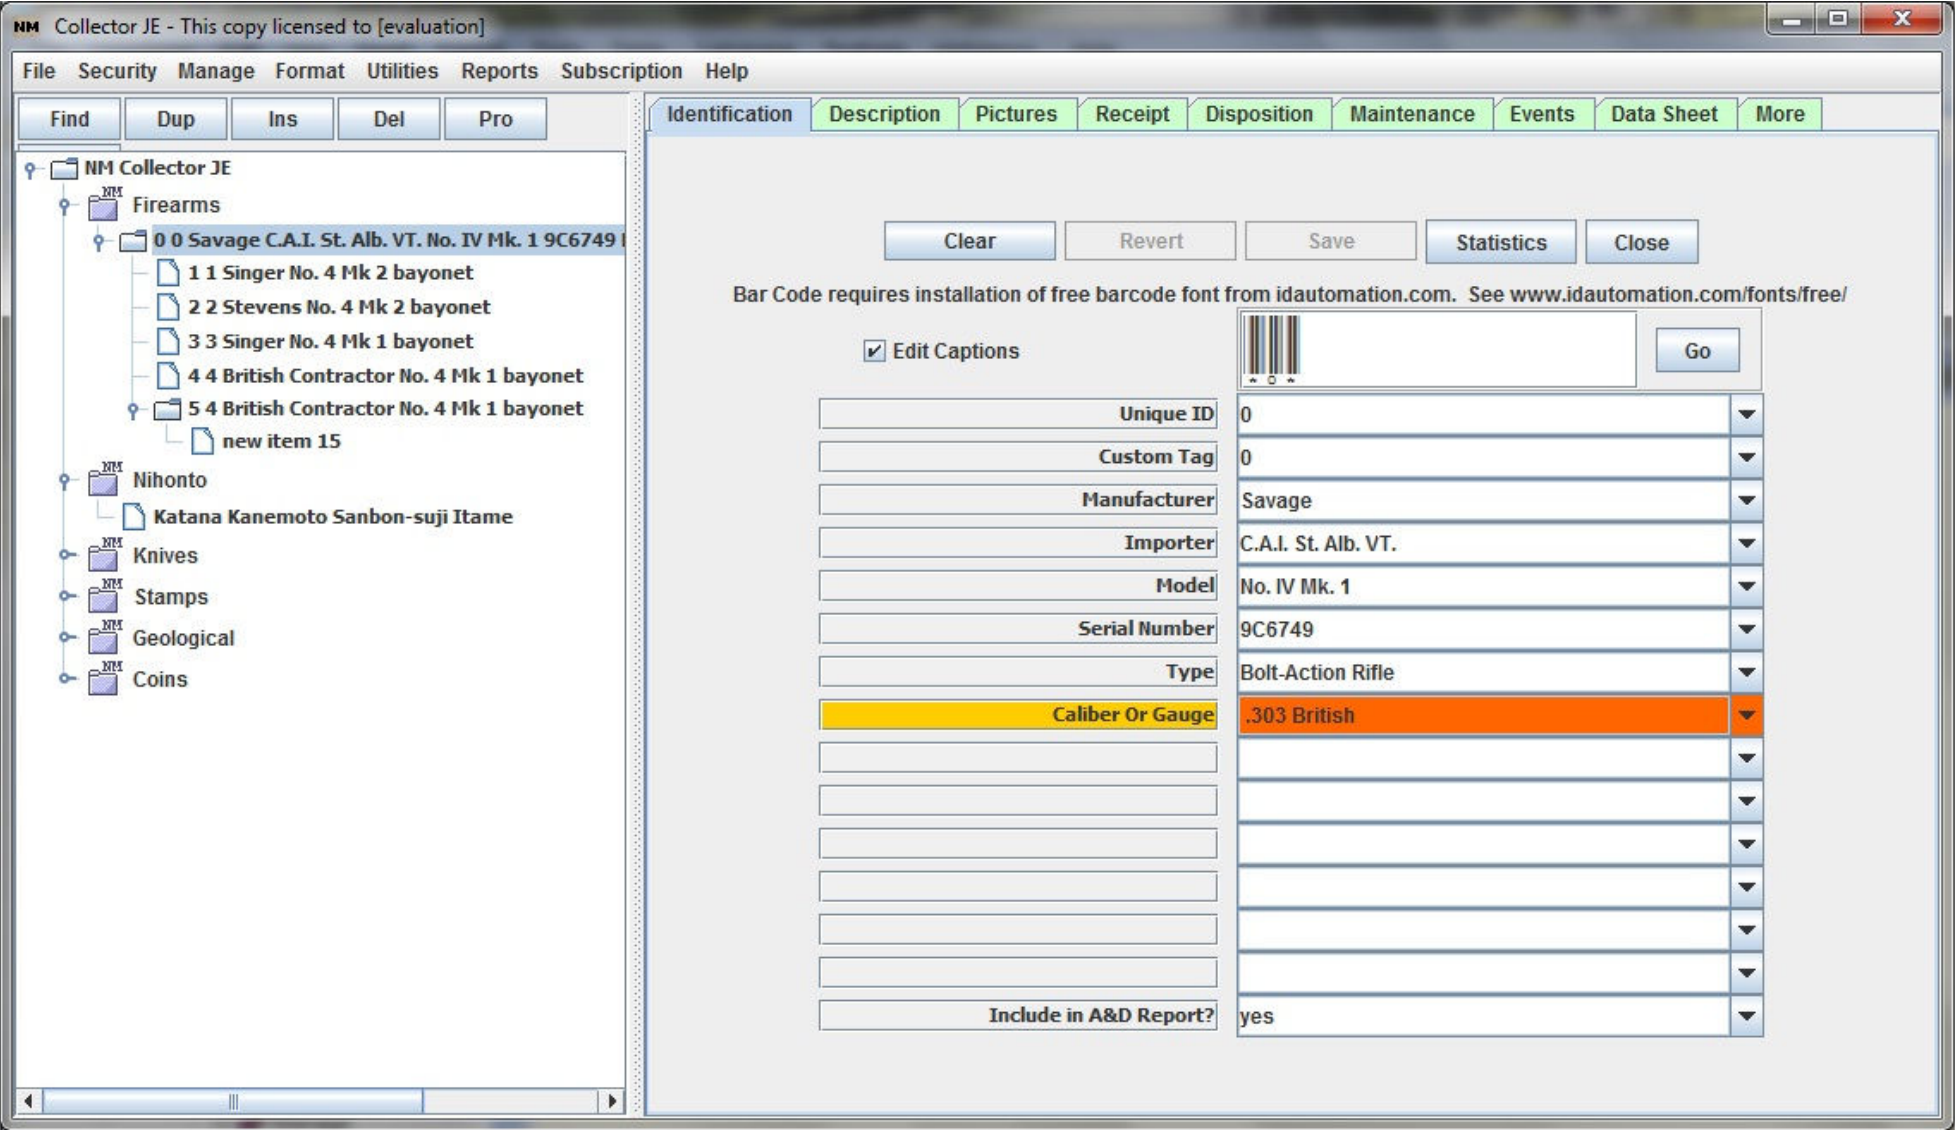 NM Collector JE - This copy licensed to [evaluation]
File Security Manage Format Utilities Reports Subscription Help
Find Dup Ins Del Pro
NM Collector JE
NM
Firearms
0 0 Savage C.A.I. St. Alb. VT. No. IV Mk. 1 9C6749
1 1 Singer No. 4 Mk 2 bayonet
2 2 Stevens No. 4 Mk 2 bayonet
3 3 Singer No. 4 Mk 1 bayonet
4 4 British Contractor No. 4 Mk 1 bayonet
5 4 British Contractor No. 4 Mk 1 bayonet
new item 15
NM
Nihonto
Katana Kanemoto Sanbon-suji Itame
NM
Knives
NM
Stamps
NM
Geological
NM
Coins
Identification Description Pictures Receipt Disposition Maintenance Events Data Sheet More
Clear Revert Save Statistics Close
Bar Code requires installation of free barcode font from idautomation.com. See www.idautomation.com/fonts/free/
Edit Captions
* 0 *
Go
Unique ID 0
Custom Tag 0
Manufacturer Savage
Importer C.A.I. St. Alb. VT.
Model No. IV Mk. 1
Serial Number 9C6749
Type Bolt-Action Rifle
Caliber Or Gauge .303 British
Include in A&D Report? yes